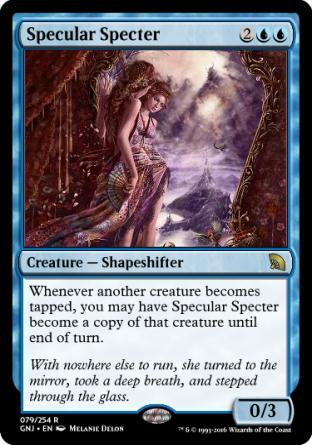 Specular Specter 2
Creature — Shapeshifter
Whenever another creature becomes
tapped, you may have Specular Specter
become a copy of that creature until
end of turn.
With nowhere else to run, she turned to the
mirror, took a deep breath, and stepped
through the glass.
0/3
079/254 R
GNJ • EN Melanie Delon
™ & © 1993-2016 Wizards of the Coast